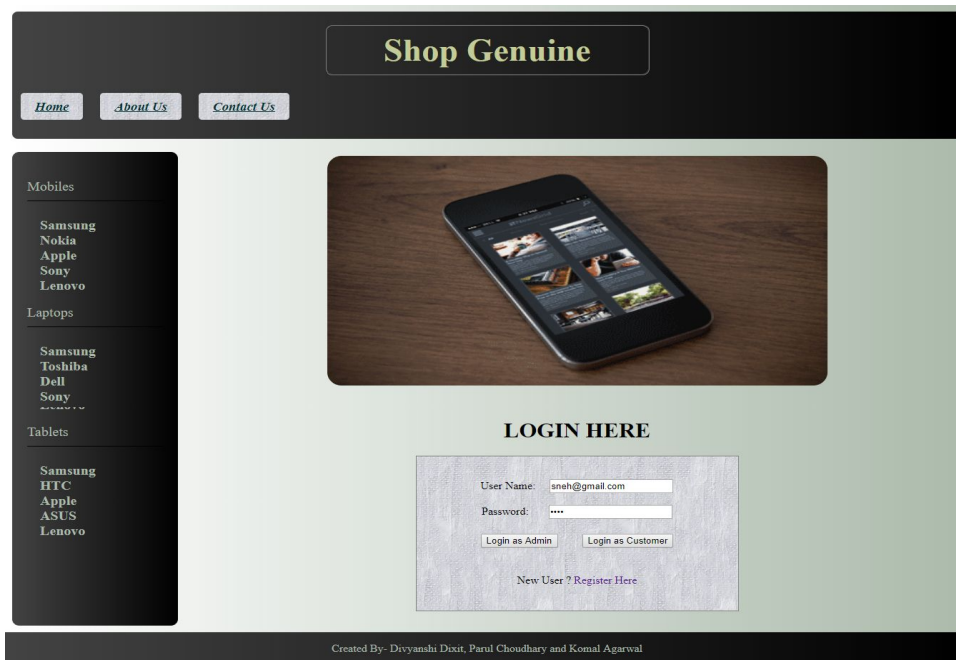 Shop Genuine
Home About Us Contact Us
Mobiles
Samsung
Nokia
Apple
Sony
Lenovo
Laptops
Samsung
Toshiba
Dell
Sony
Tablets
Samsung
HTC
Apple
ASUS
Lenovo
LOGIN HERE
User Name: sneh@gmail.com
Password: ••••
Login as Admin Login as Customer
New User ? Register Here
Created By- Divyanshi Dixit, Parul Choudhary and Komal Agarwal